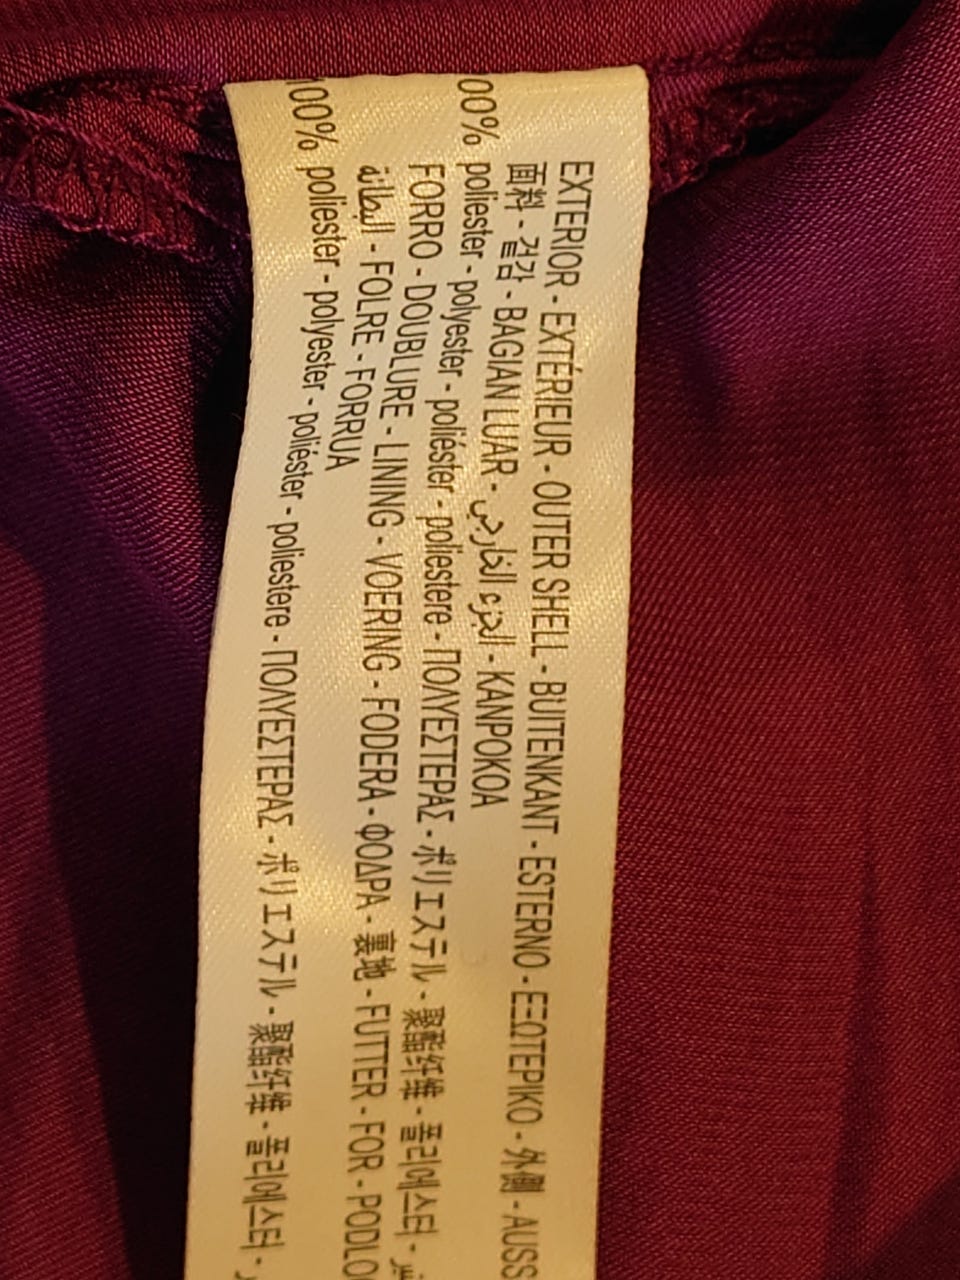 EXTERIOR - EXTÉRIEUR - OUTER SHELL - BUITENKANT - ESTERNO - ΕΞΩΤΕΡΙΚΟ - 外側 - AUSS
面料 - 겉감 - BAGIAN LUAR - الجزء الخارجي - KANPOKOA
00% poliester - polyester - poliéster - poliestere - ΠΟΛΥΕΣΤΕΡΑΣ - ポリエステル - 聚酯纤维 - 폴리에스터 -
FORRO - DOUBLURE - LINING - VOERING - FODERA - ΦΟΔΡΑ - 裏地 - FUTTER - FOR - PODLO
البطانة - FOLRE - FORRUA
100% poliester - polyester - poliéster - poliestere - ΠΟΛΥΕΣΤΕΡΑΣ - ポリエステル - 聚酯纤维 - 폴리에스터 -